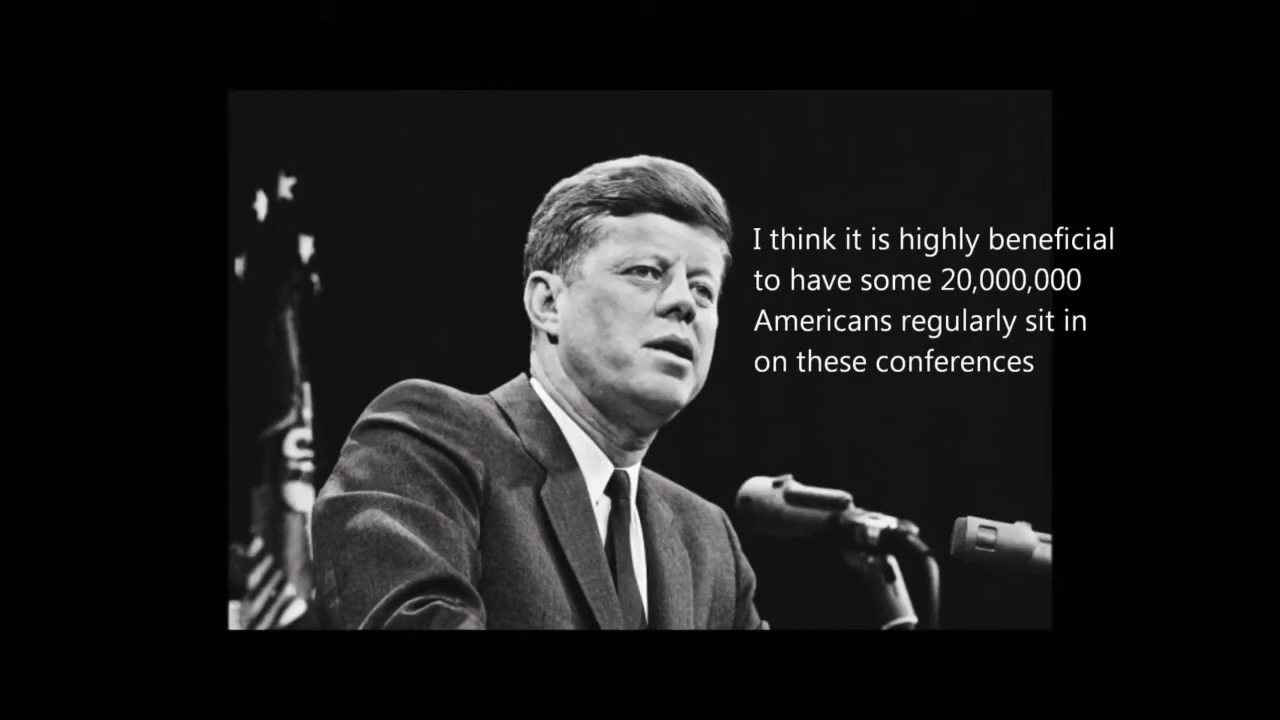 I think it is highly beneficial
to have some 20,000,000
Americans regularly sit in
on these conferences